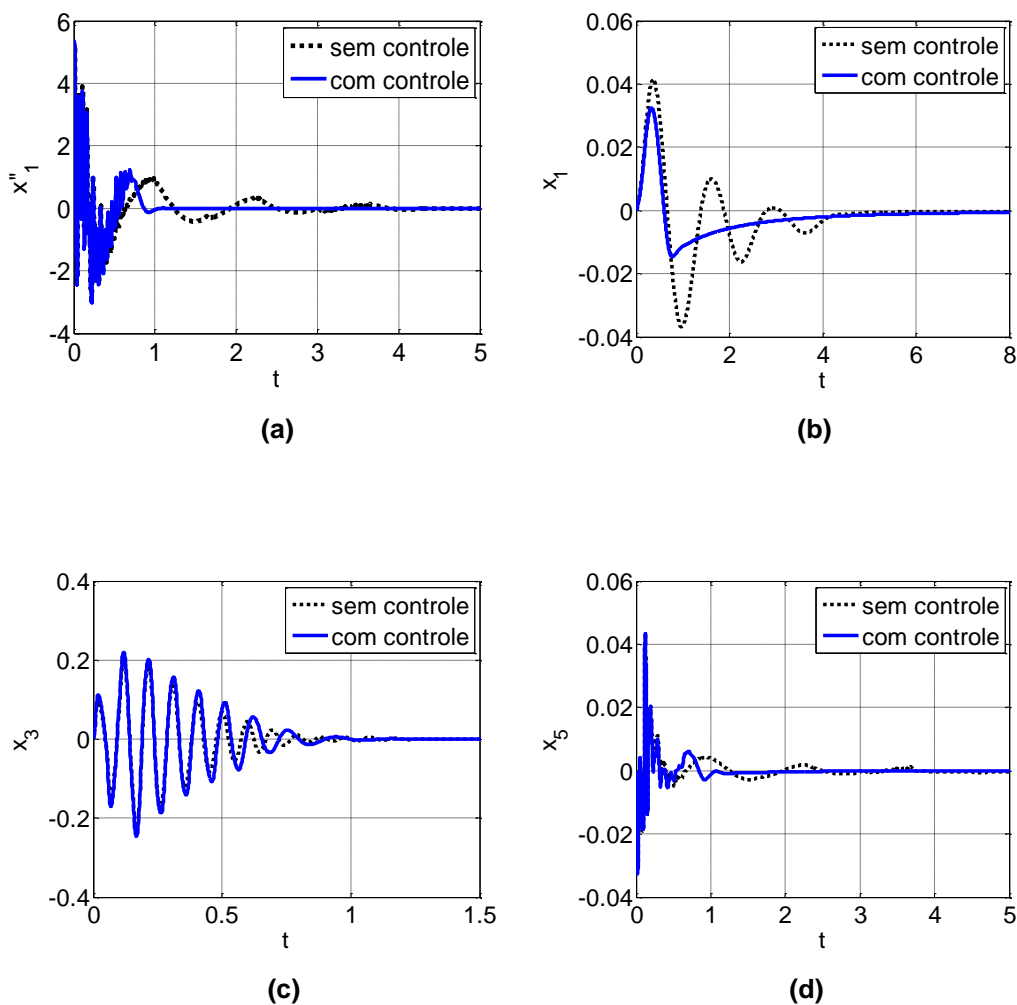 6
4
2
0
-2
-4
x''1
0 1 2 3 4 5
t
sem controle
com controle
(a)
0.06
0.04
0.02
0
-0.02
-0.04
x1
0 2 4 6 8
t
sem controle
com controle
(b)
0.4
0.2
0
-0.2
-0.4
x3
0 0.5 1 1.5
t
sem controle
com controle
(c)
0.06
0.04
0.02
0
-0.02
-0.04
x5
0 1 2 3 4 5
t
sem controle
com controle
(d)